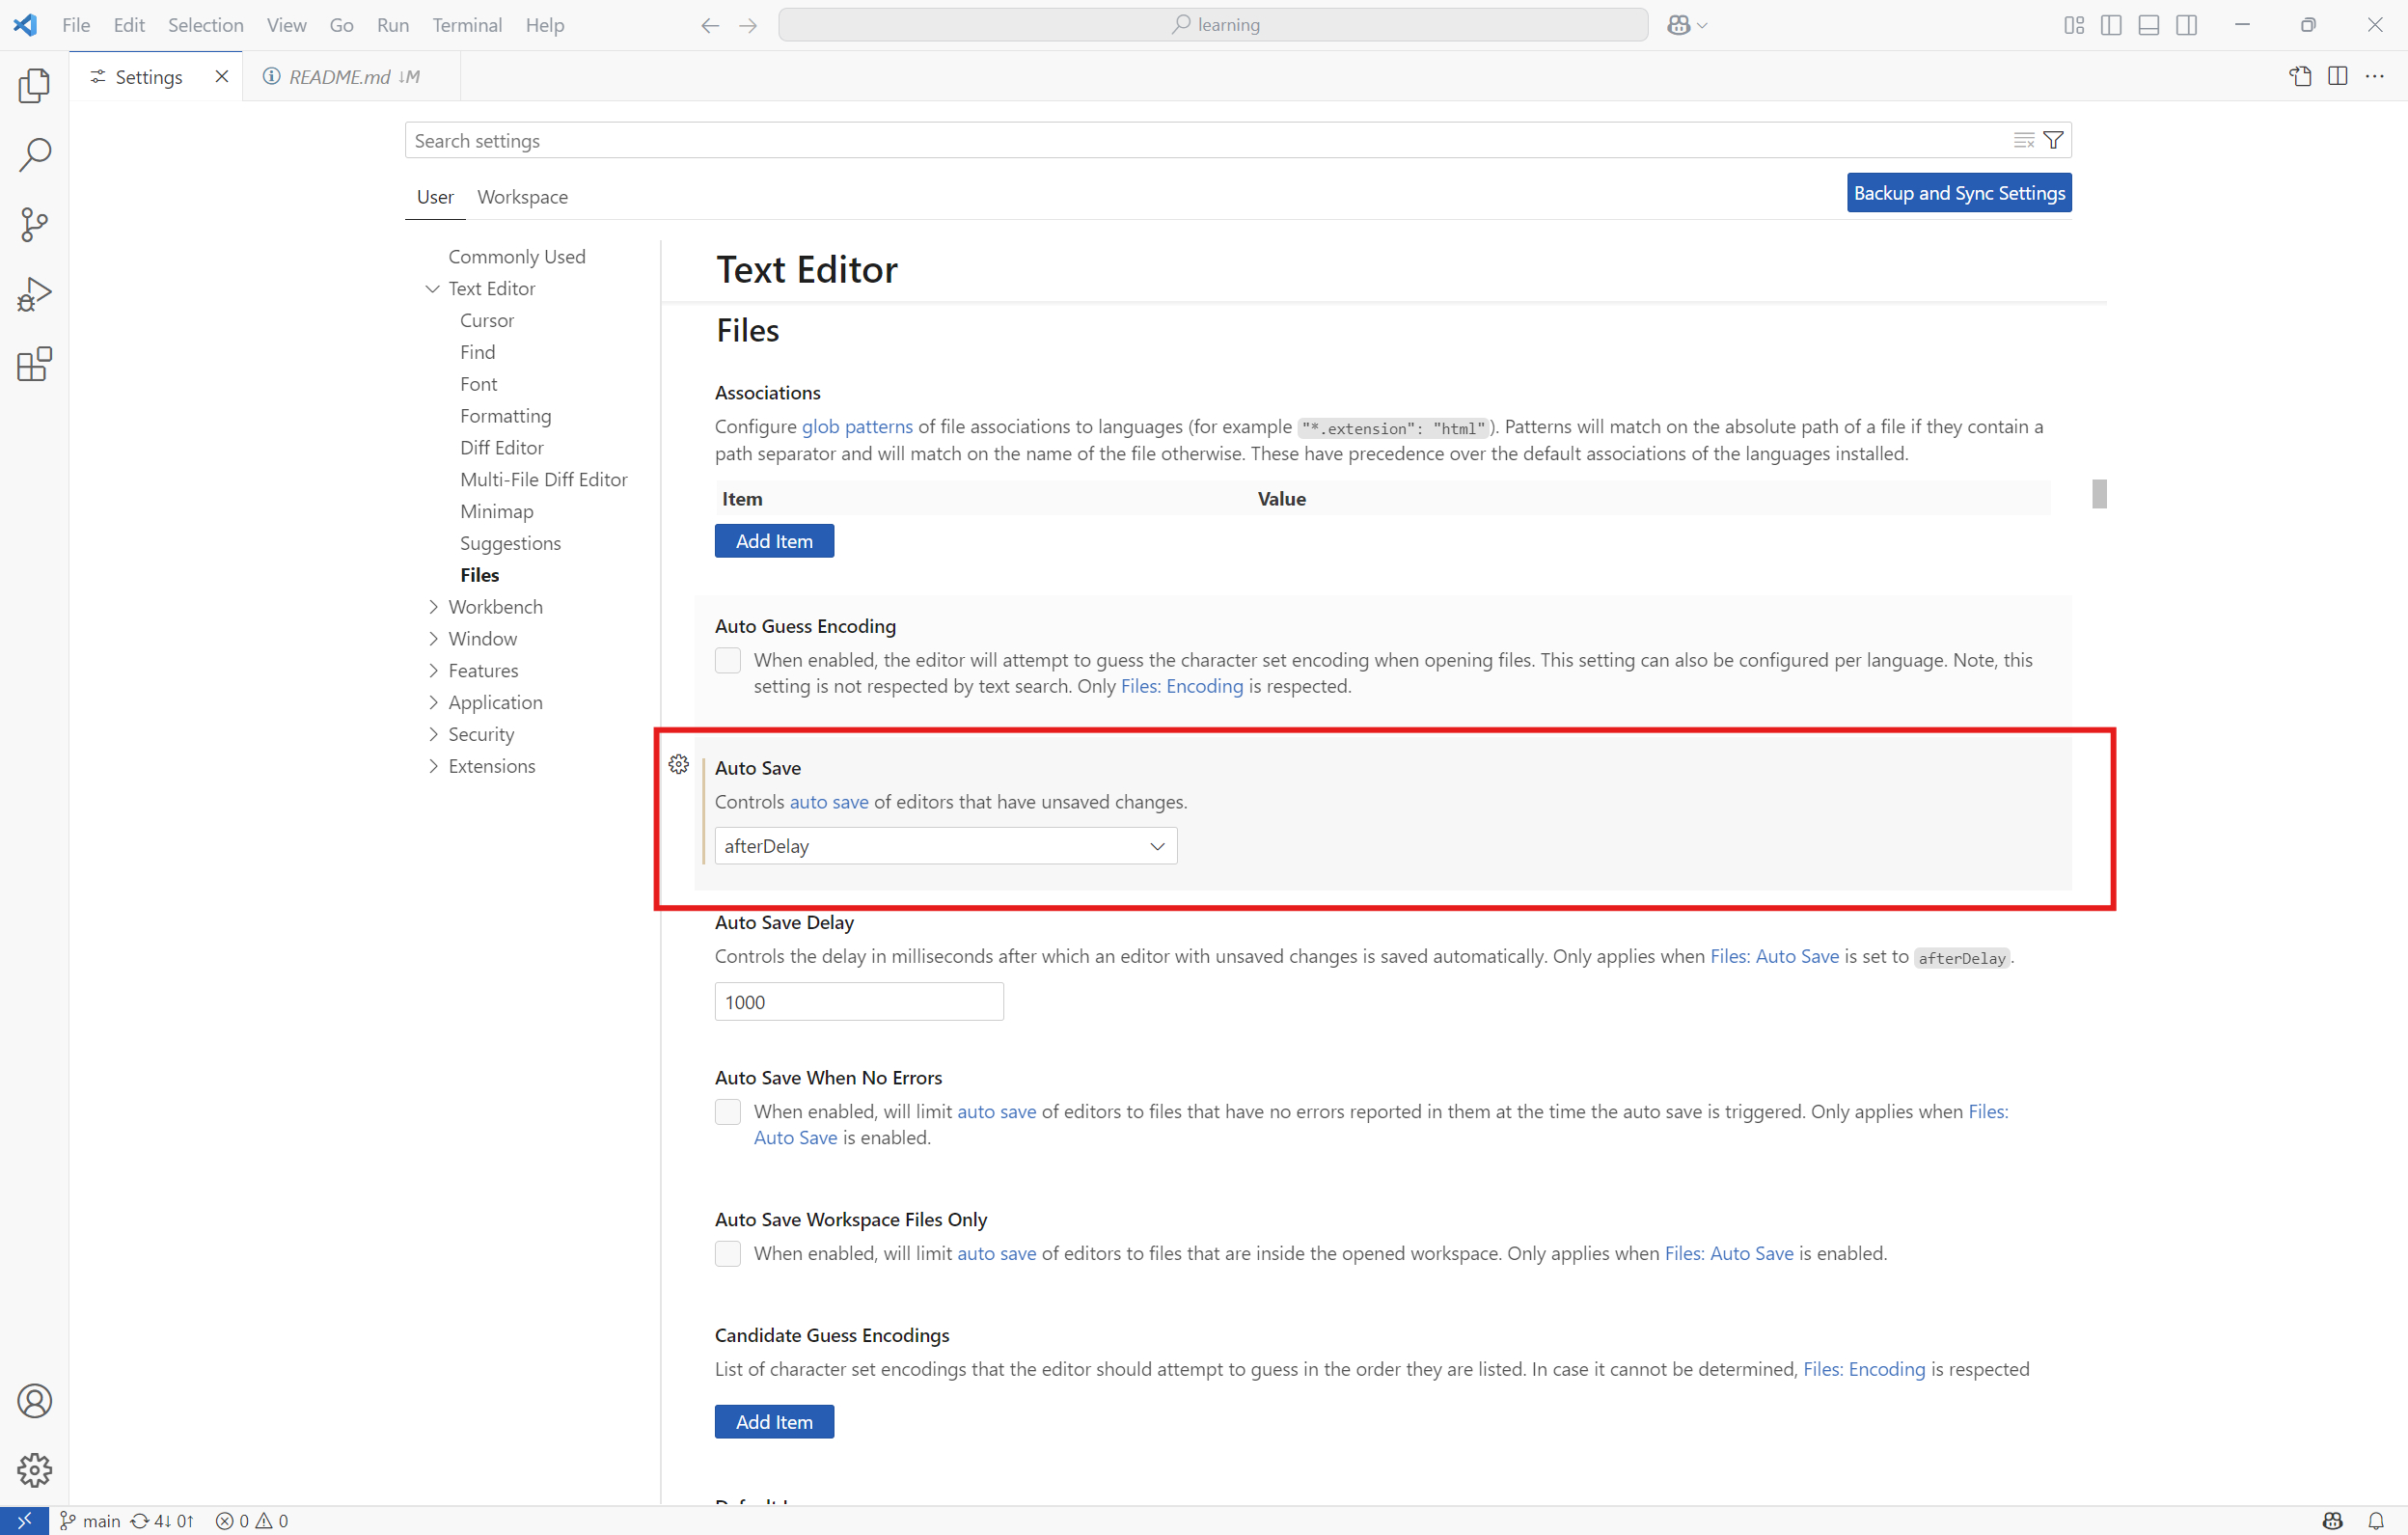 File Edit Selection View Go Run Terminal Help
learning
Settings
README.md ↓M
Search settings
User Workspace
Backup and Sync Settings
Commonly Used
Text Editor
Cursor
Find
Font
Formatting
Diff Editor
Multi-File Diff Editor
Minimap
Suggestions
Files
Workbench
Window
Features
Application
Security
Extensions
Text Editor
Files
Associations
Configure glob patterns of file associations to languages (for example "*.extension": "html"). Patterns will match on the absolute path of a file if they contain a
path separator and will match on the name of the file otherwise. These have precedence over the default associations of the languages installed.
Item Value
Add Item
Auto Guess Encoding
When enabled, the editor will attempt to guess the character set encoding when opening files. This setting can also be configured per language. Note, this
setting is not respected by text search. Only Files: Encoding is respected.
Auto Save
Controls auto save of editors that have unsaved changes.
afterDelay
Auto Save Delay
Controls the delay in milliseconds after which an editor with unsaved changes is saved automatically. Only applies when Files: Auto Save is set to afterDelay.
1000
Auto Save When No Errors
When enabled, will limit auto save of editors to files that have no errors reported in them at the time the auto save is triggered. Only applies when Files:
Auto Save is enabled.
Auto Save Workspace Files Only
When enabled, will limit auto save of editors to files that are inside the opened workspace. Only applies when Files: Auto Save is enabled.
Candidate Guess Encodings
List of character set encodings that the editor should attempt to guess in the order they are listed. In case it cannot be determined, Files: Encoding is respected
Add Item
main 4↓ 0↑ 0 0